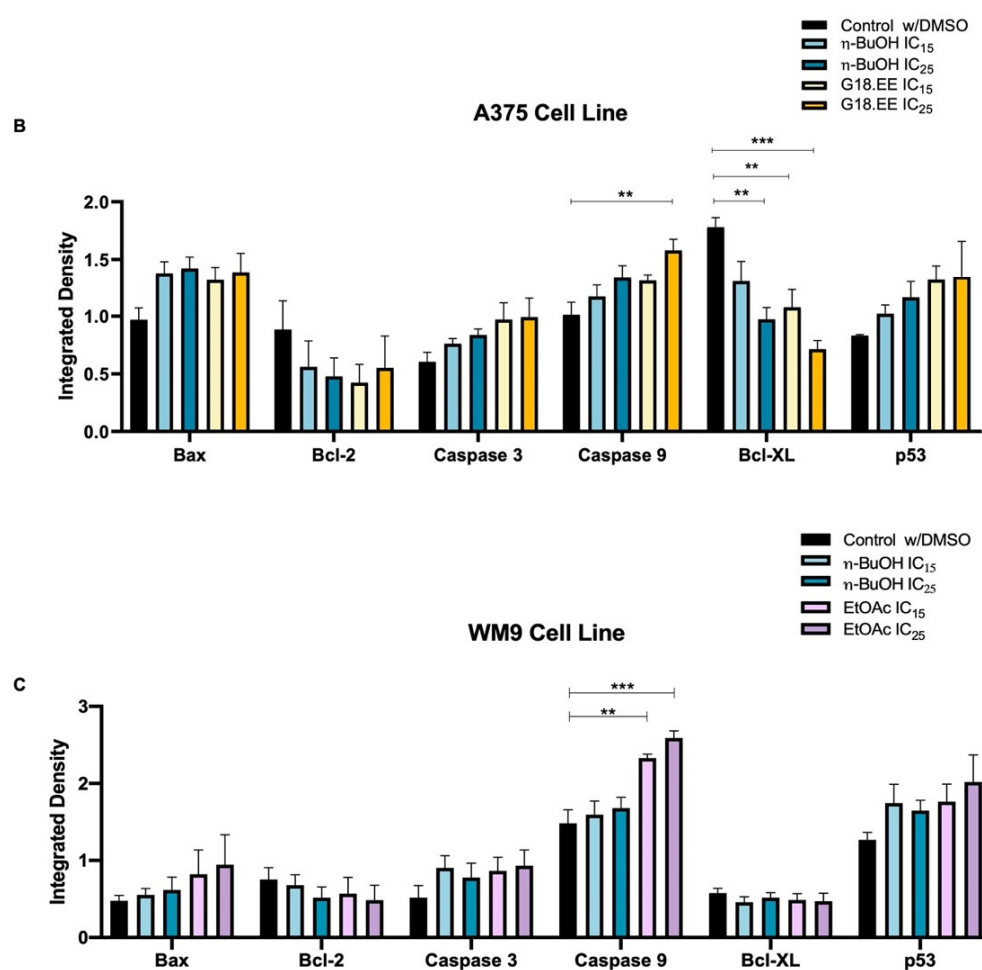 Control w/DMSO
η-BuOH IC15
η-BuOH IC25
G18.EE IC15
G18.EE IC25
B
A375 Cell Line
***
**
** **
2.0
1.5
1.0
0.5
0.0
Integrated Density
Bax Bcl-2 Caspase 3 Caspase 9 Bcl-XL p53
Control w/DMSO
η-BuOH IC15
η-BuOH IC25
EtOAc IC15
EtOAc IC25
WM9 Cell Line
C
***
**
3
2
1
0
Integrated Density
Bax Bcl-2 Caspase 3 Caspase 9 Bcl-XL p53